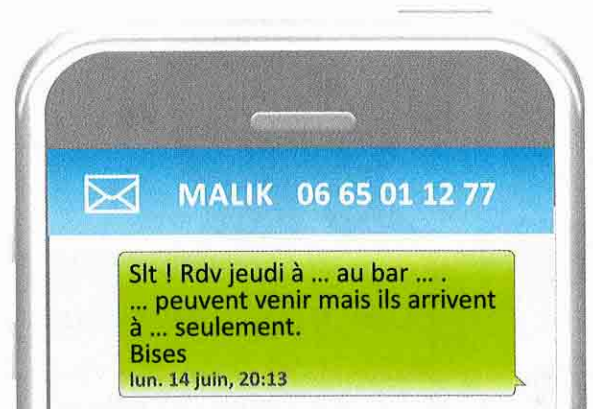 MALIK 06 65 01 12 77
Slt ! Rdv jeudi à ... au bar ... .
... peuvent venir mais ils arrivent
à ... seulement.
Bises
lun. 14 juin, 20:13